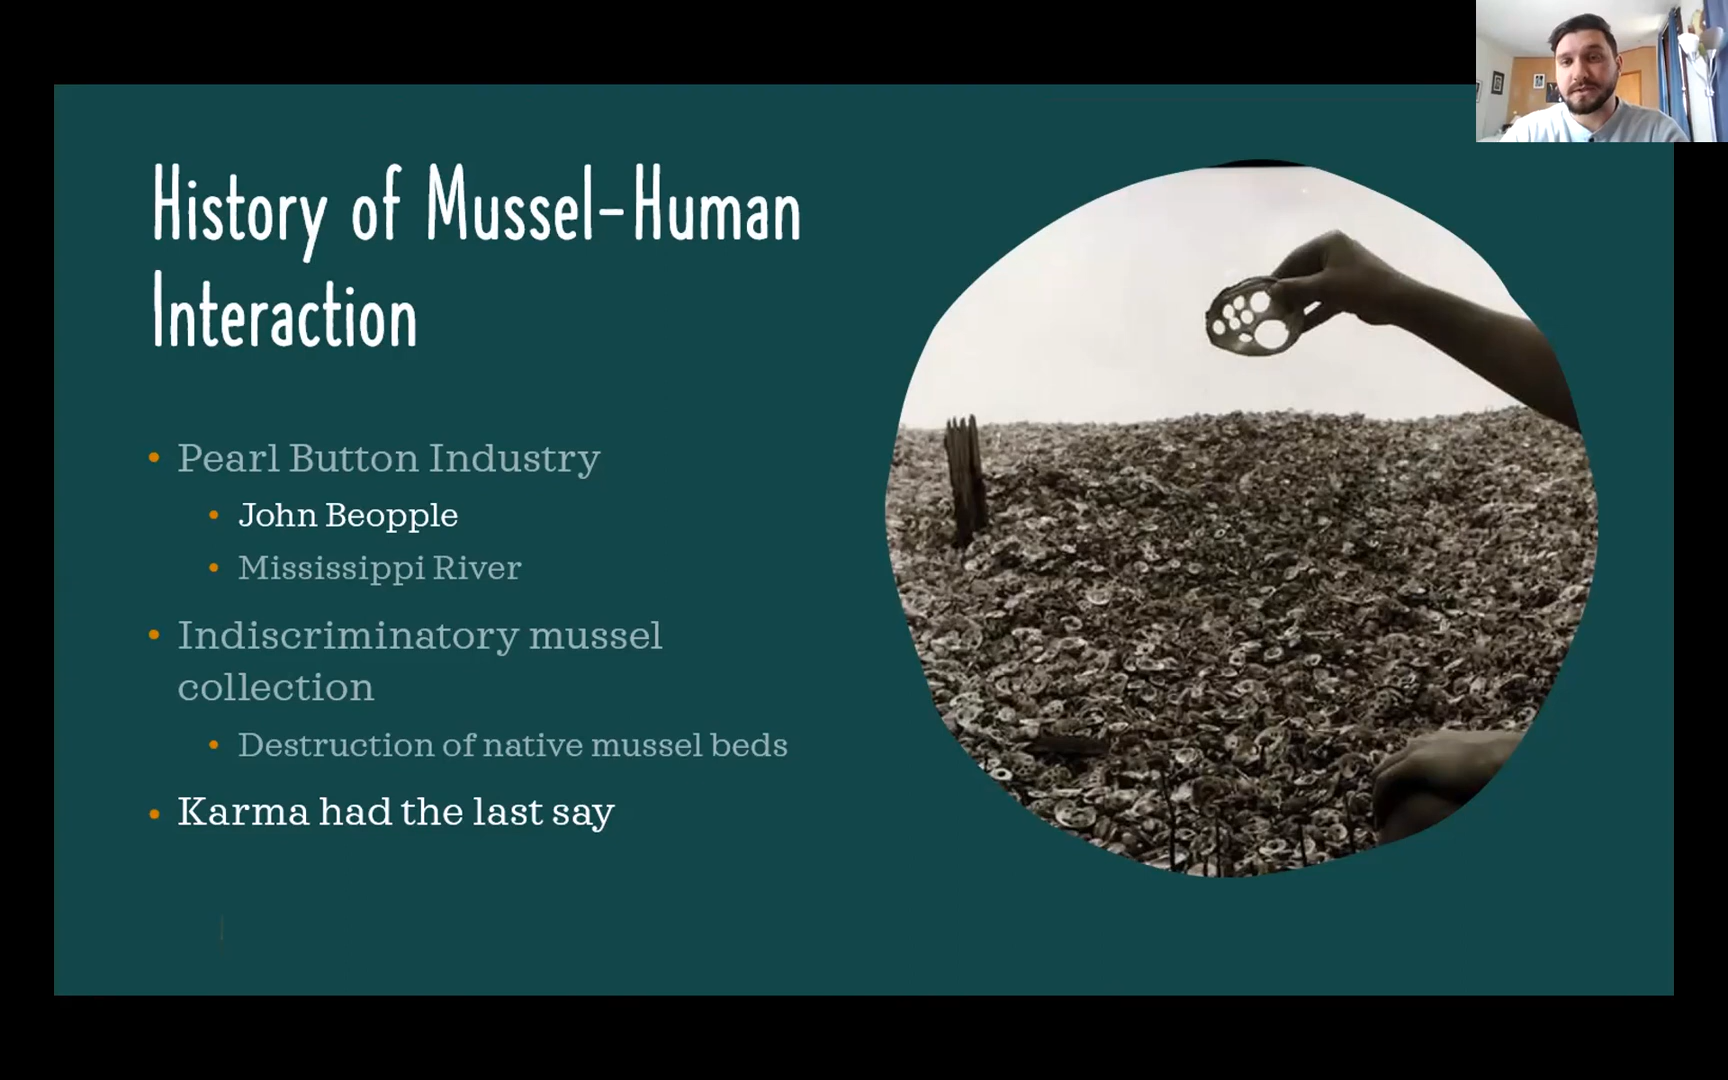 History of Mussel-Human
Interaction
• Pearl Button Industry
• John Beopple
• Mississippi River
• Indiscriminatory mussel
collection
• Destruction of native mussel beds
• Karma had the last say